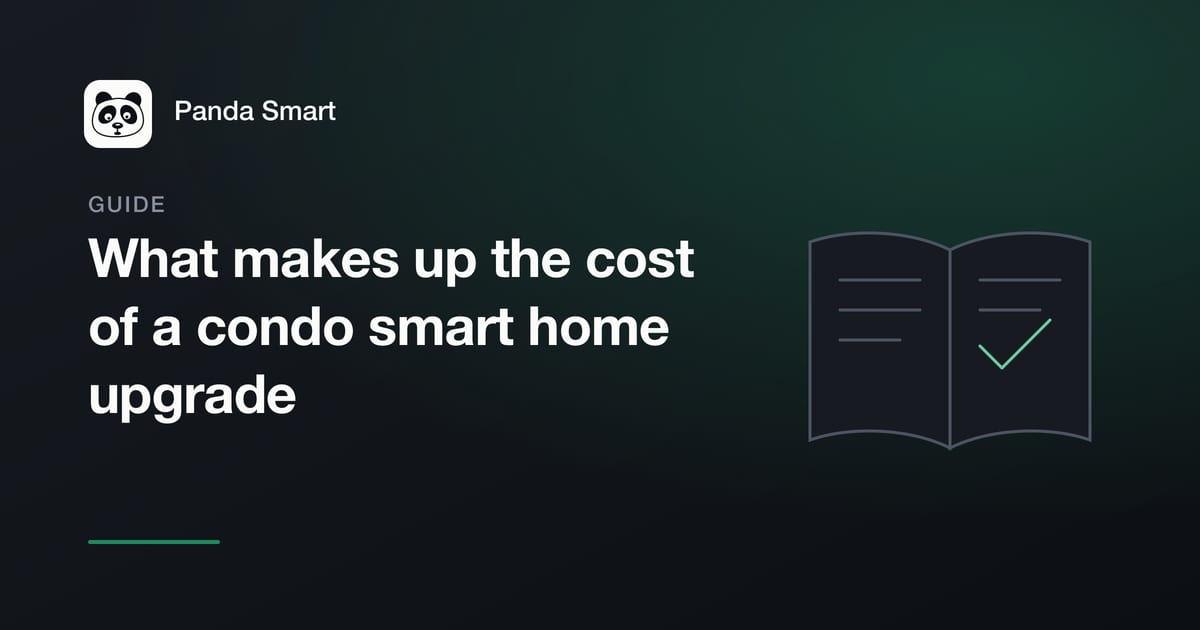 Panda Smart
GUIDE
What makes up the cost
of a condo smart home
upgrade